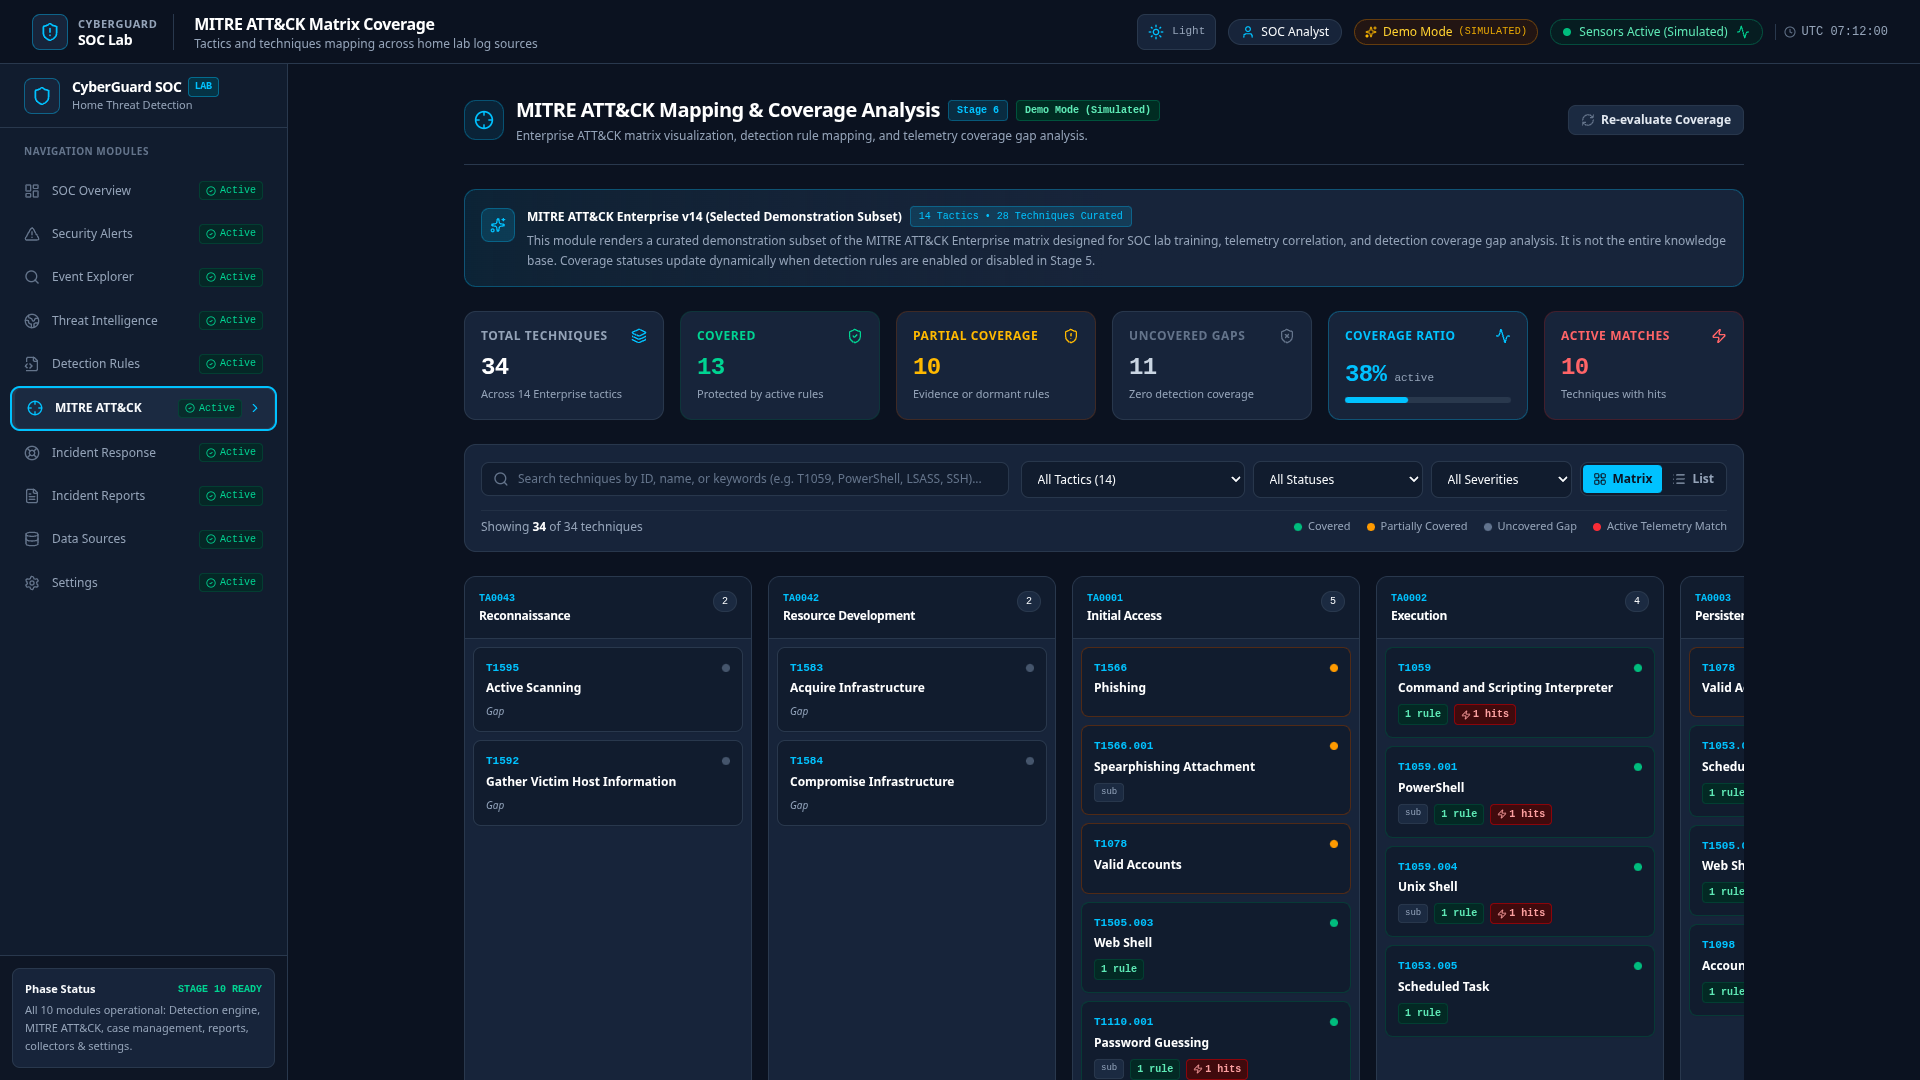 CYBERGUARD
SOC Lab
MITRE ATT&CK Matrix Coverage
Tactics and techniques mapping across home lab log sources
Light
SOC Analyst
Demo Mode (SIMULATED)
Sensors Active (Simulated)
UTC 07:12:00
CyberGuard SOC LAB
Home Threat Detection
NAVIGATION MODULES
SOC Overview Active
Security Alerts Active
Event Explorer Active
Threat Intelligence Active
Detection Rules Active
MITRE ATT&CK Active
Incident Response Active
Incident Reports Active
Data Sources Active
Settings Active
Phase Status STAGE 10 READY
All 10 modules operational: Detection engine,
MITRE ATT&CK, case management, reports,
collectors & settings.
MITRE ATT&CK Mapping & Coverage Analysis Stage 6 Demo Mode (Simulated)
Enterprise ATT&CK matrix visualization, detection rule mapping, and telemetry coverage gap analysis.
Re-evaluate Coverage
MITRE ATT&CK Enterprise v14 (Selected Demonstration Subset) 14 Tactics • 28 Techniques Curated
This module renders a curated demonstration subset of the MITRE ATT&CK Enterprise matrix designed for SOC lab training, telemetry correlation, and detection coverage gap analysis. It is not the entire knowledge
base. Coverage statuses update dynamically when detection rules are enabled or disabled in Stage 5.
TOTAL TECHNIQUES
34
Across 14 Enterprise tactics
COVERED
13
Protected by active rules
PARTIAL COVERAGE
10
Evidence or dormant rules
UNCOVERED GAPS
11
Zero detection coverage
COVERAGE RATIO
38% active
ACTIVE MATCHES
10
Techniques with hits
Search techniques by ID, name, or keywords (e.g. T1059, PowerShell, LSASS, SSH)...
All Tactics (14)
All Statuses
All Severities
Matrix
List
Showing 34 of 34 techniques
Covered
Partially Covered
Uncovered Gap
Active Telemetry Match
TA0043
Reconnaissance
2
T1595
Active Scanning
Gap
T1592
Gather Victim Host Information
Gap
TA0042
Resource Development
2
T1583
Acquire Infrastructure
Gap
T1584
Compromise Infrastructure
Gap
TA0001
Initial Access
5
T1566
Phishing
T1566.001
Spearphishing Attachment
sub
T1078
Valid Accounts
T1505.003
Web Shell
1 rule
T1110.001
Password Guessing
sub 1 rule 1 hits
TA0002
Execution
4
T1059
Command and Scripting Interpreter
1 rule 1 hits
T1059.001
PowerShell
sub 1 rule 1 hits
T1059.004
Unix Shell
sub 1 rule 1 hits
T1053.005
Scheduled Task
1 rule
TA0003
Persister
T1078
Valid A
T1053.0
Schedu
1 rule
T1505.0
Web Sh
1 rule
T1098
Accoun
1 rule